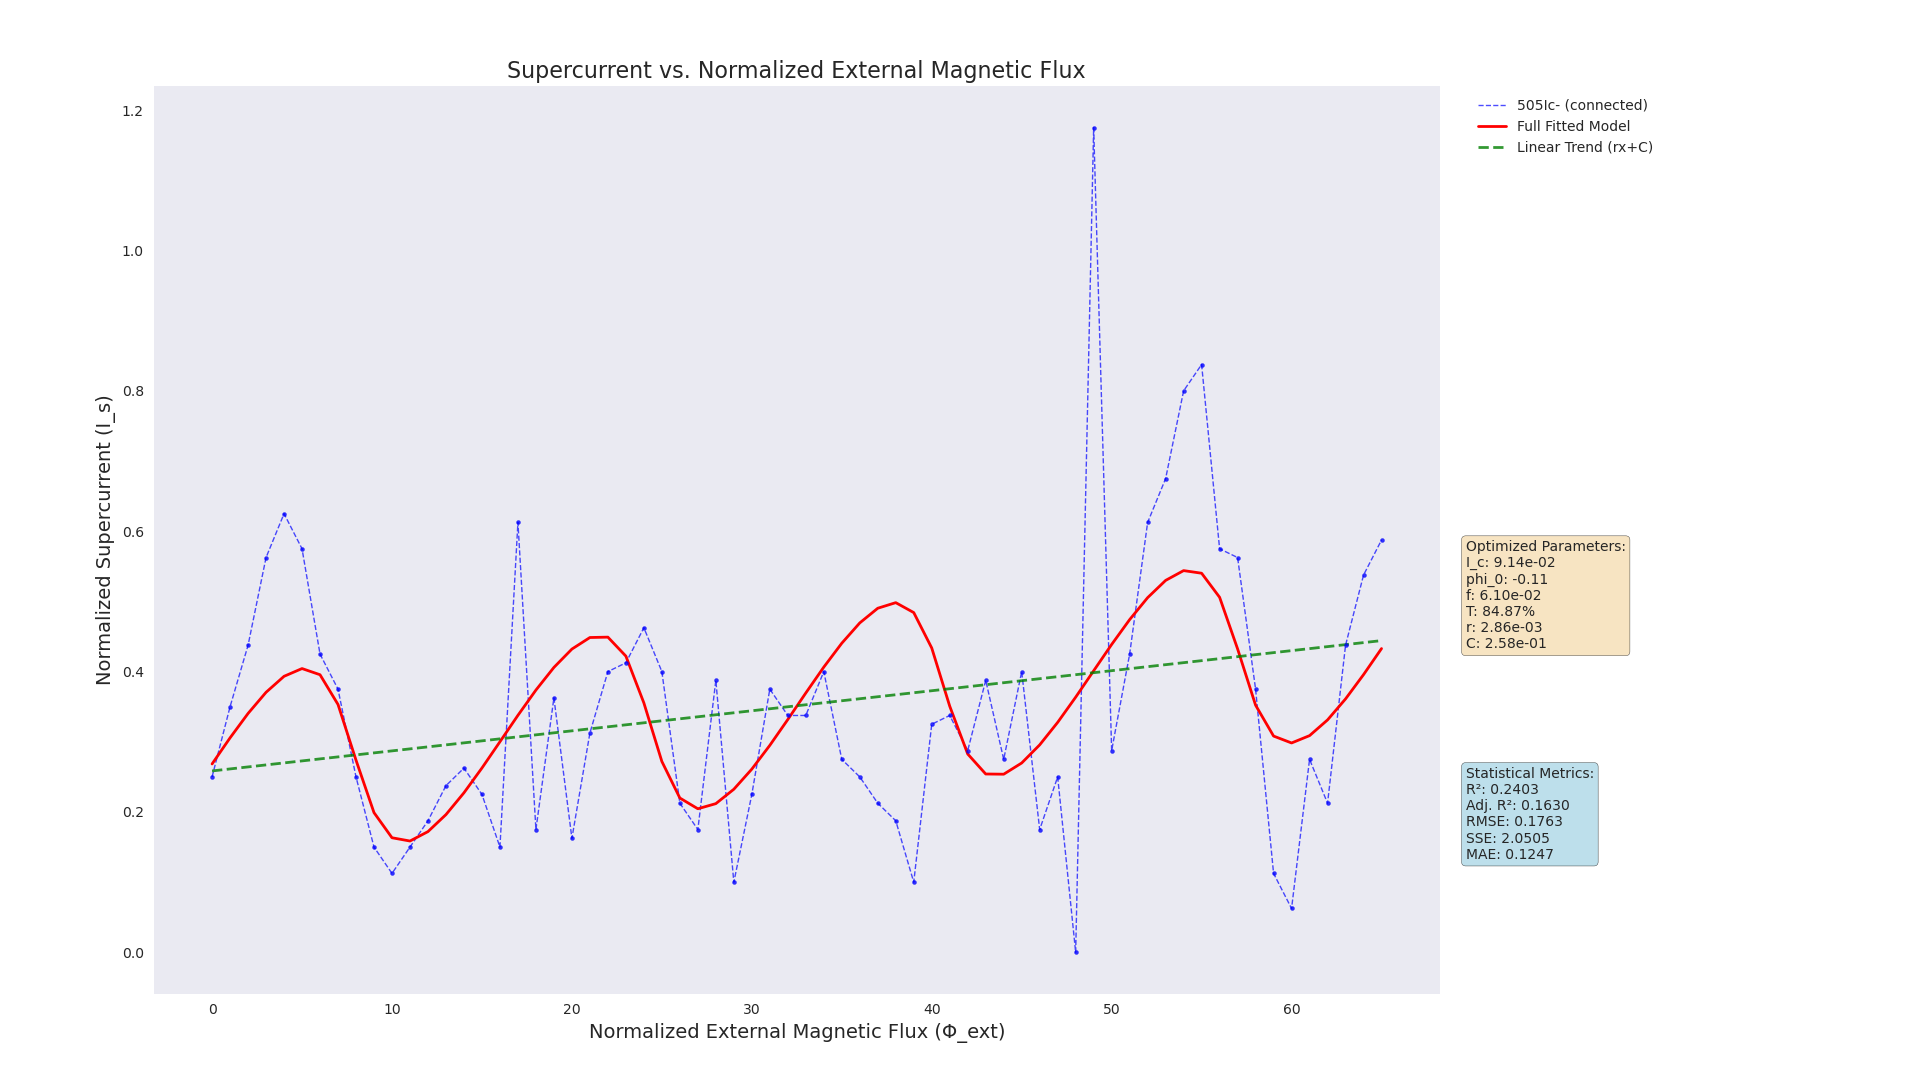 Supercurrent vs. Normalized External Magnetic Flux
505Ic- (connected)
Full Fitted Model
Linear Trend (rx+C)
Normalized Supercurrent (I_s)
1.2
1.0
0.8
0.6
0.4
0.2
0.0
0 10 20 30 40 50 60
Normalized External Magnetic Flux (Φ_ext)
Optimized Parameters:
I_c: 9.14e-02
phi_0: -0.11
f: 6.10e-02
T: 84.87%
r: 2.86e-03
C: 2.58e-01
Statistical Metrics:
R²: 0.2403
Adj. R²: 0.1630
RMSE: 0.1763
SSE: 2.0505
MAE: 0.1247